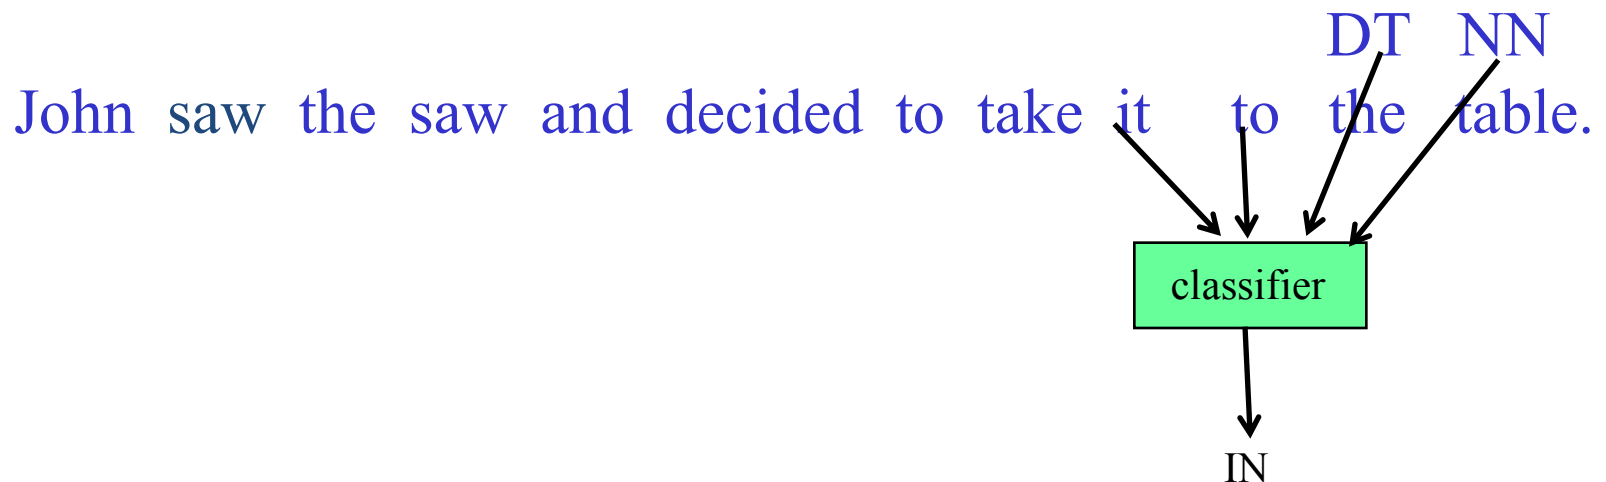 DT NN
John saw the saw and decided to take it to the table.
classifier
IN